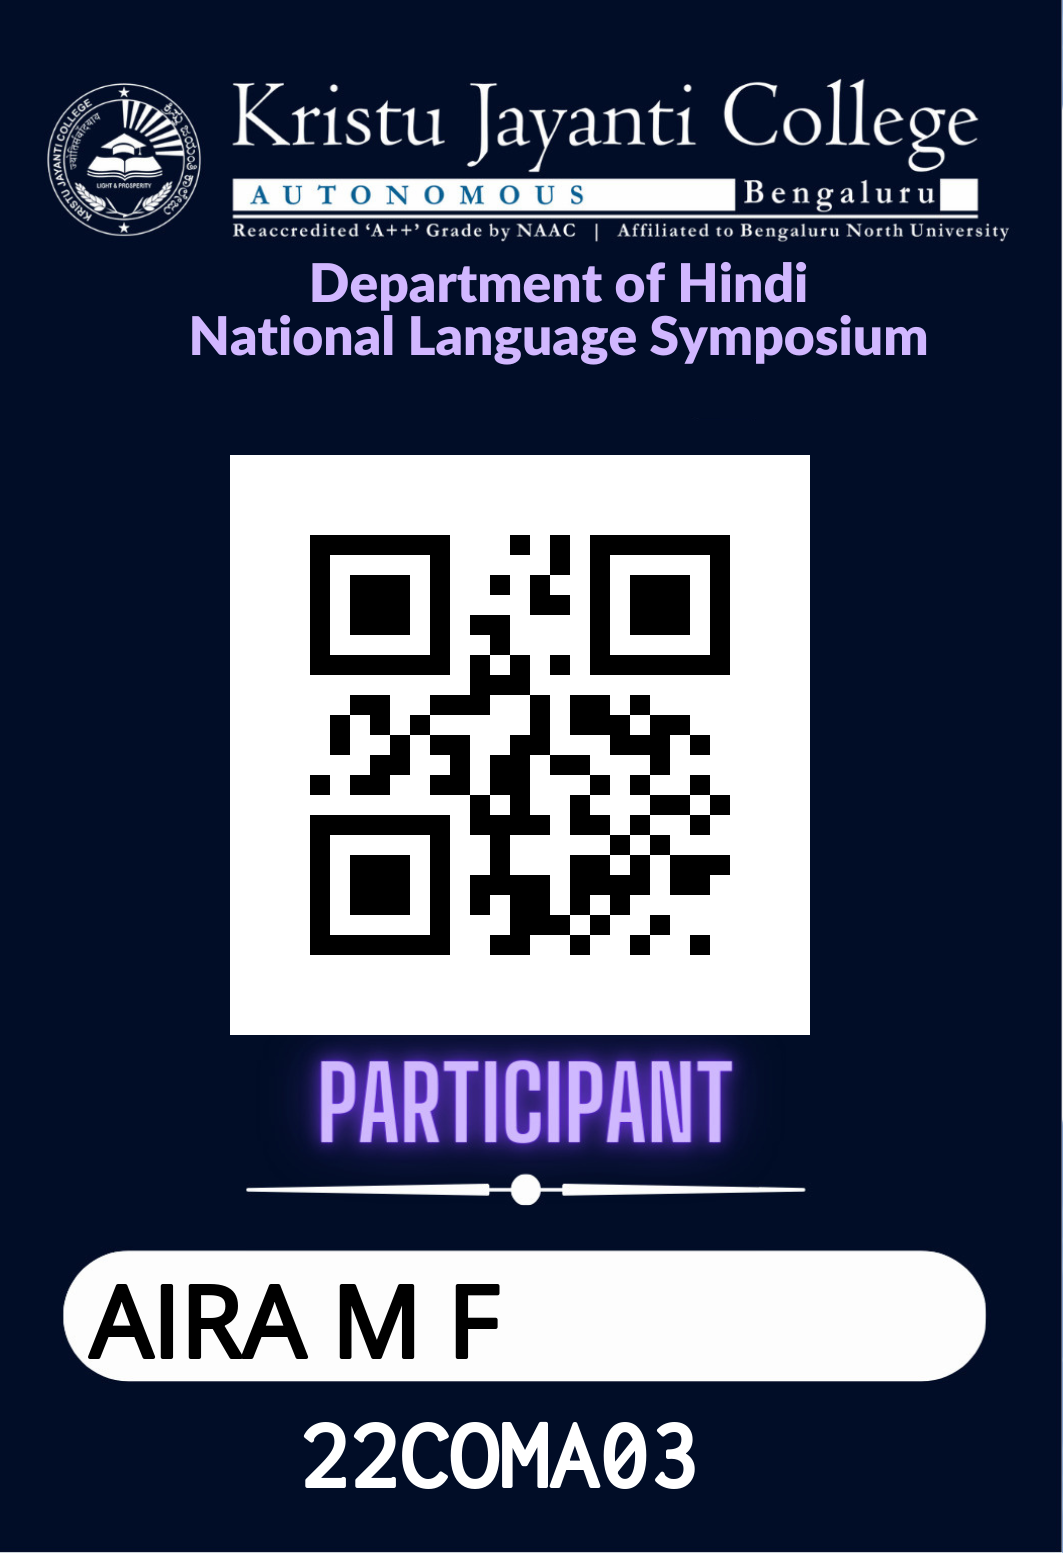 Kristu Jayanti College
AUTONOMOUS Bengaluru
Reaccredited ‘A++’ Grade by NAAC | Affiliated to Bengaluru North University
KRISTU JAYANTI COLLEGE
LIGHT & PROSPERITY
Department of Hindi
National Language Symposium
PARTICIPANT
AIRA M F
22COMA03